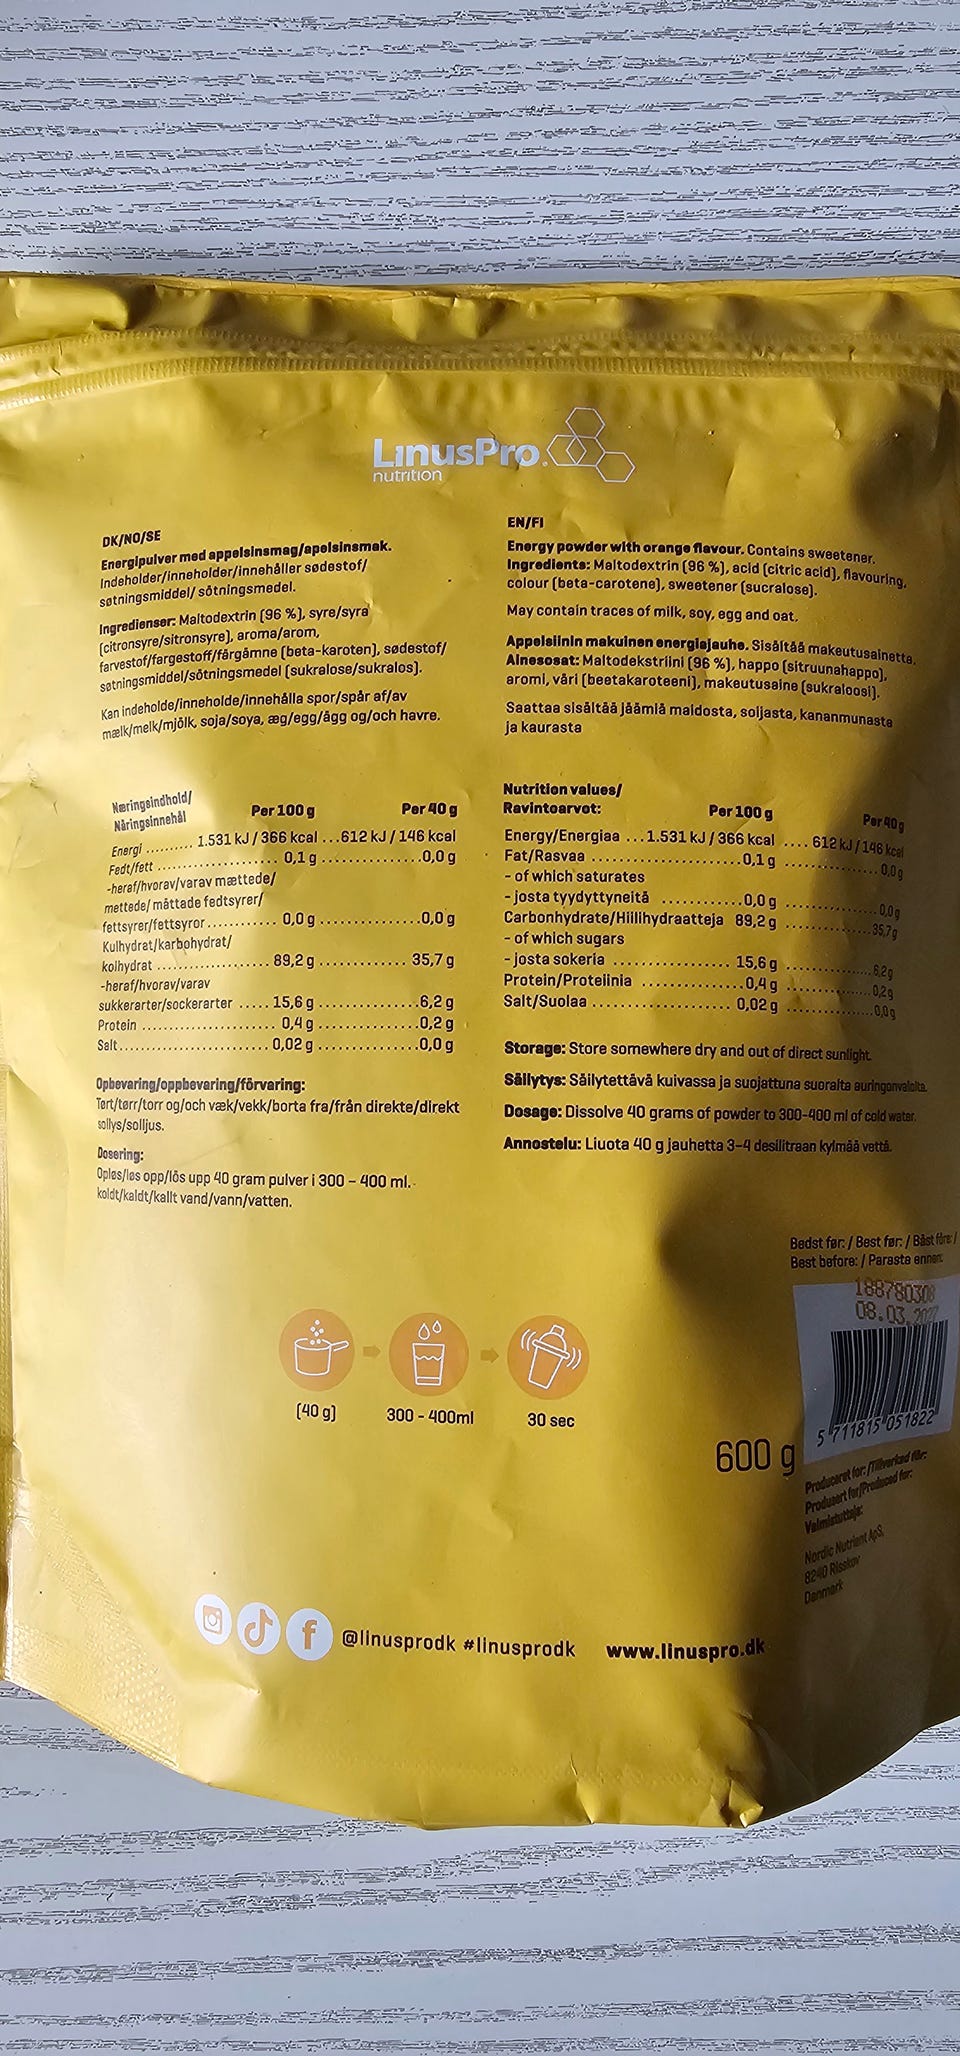 LinusPro
nutrition
DK/NO/SE
Energipulver med appelsinsmag/apelsinsmak.
Indeholder/inneholder/innehåller sødestof/
søtningsmiddel/ sötningsmedel.
Ingredienser: Maltodextrin (96 %), syre/syra
(citronsyre/sitronsyre), aroma/arom,
farvestof/fargestoff/färgämne (beta-karoten), sødestof/
søtningsmiddel/sötningsmedel (sukralose/sukralos).
Kan indeholde/inneholde/innehålla spor/spår af/av
mælk/melk/mjölk, soja/soya, æg/egg/ägg og/och havre.
Næringsindhold/
Näringsinnehål
Per 100 g Per 40 g
Energi .......... 1.531 kJ / 366 kcal ... 612 kJ / 146 kcal
Fedt/fett .................... 0,1 g ............... 0,0 g
-heraf/hvorav/varav mættede/
mettede/ måttade fedtsyrer/
fettsyrer/fettsyror ............ 0,0 g ............... 0,0 g
Kulhydrat/karbohydrat/
kolhydrat ................... 89,2 g ............... 35,7 g
-heraf/hvorav/varav
sukkerarter/sockerarter ..... 15,6 g ............... 6,2 g
Protein ..................... 0,4 g ............... 0,2 g
Salt ........................ 0,02 g ............... 0,0 g
Opbevaring/oppbevaring/förvaring:
Tørt/tørr/torr og/och væk/vekk/borta fra/från direkte/direkt
sollys/solljus.
Dosering:
Opløs/løs opp/lös upp 40 gram pulver i 300 – 400 ml.
koldt/kaldt/kallt vand/vann/vatten.
EN/FI
Energy powder with orange flavour. Contains sweetener.
Ingredients: Maltodextrin (96 %), acid (citric acid), flavouring,
colour (beta-carotene), sweetener (sucralose).
May contain traces of milk, soy, egg and oat.
Appelsiinin makuinen energiajauhe. Sisältää makeutusainetta.
Ainesosat: Maltodekstriini (96 %), happo (sitruunahappo),
aromi, väri (beetakaroteeni), makeutusaine (sukraloosi).
Saattaa sisältää jäämiä maidosta, soijasta, kananmunasta
ja kaurasta
Nutrition values/
Ravintoarvot: Per 100 g Per 40 g
Energy/Energiaa ... 1.531 kJ / 366 kcal .... 612 kJ / 146 kcal
Fat/Rasvaa ................... 0,1 g ............... 0,0 g
- of which saturates
- josta tyydyttyneitä ............ 0,0 g ............... 0,0 g
Carbonhydrate/Hiilihydraatteja 89,2 g ............... 35,7 g
- of which sugars
- josta sokeria ............... 15,6 g ............... 6,2 g
Protein/Proteiinia ............. 0,4 g ............... 0,2 g
Salt/Suolaa .................. 0,02 g ............... 0,0 g
Storage: Store somewhere dry and out of direct sunlight.
Säilytys: Säilytettävä kuivassa ja suojattuna suoralta auringonvalolta.
Dosage: Dissolve 40 grams of powder to 300-400 ml of cold water.
Annostelu: Liuota 40 g jauhetta 3–4 desilitraan kylmää vettä.
Bedst før: / Best før: / Bäst före: /
Best before: / Parasta ennen:
188780308
08.03.2027
5 711815 051822
(40 g) 300 - 400ml 30 sec
600 g
Produceret for: /Tillverkad för:
Produsert for/Produced for:
Valmistuttaja:
Nordic Nutrient ApS,
8240 Risskov
Danmark
@linusprodk #linusprodk www.linuspro.dk